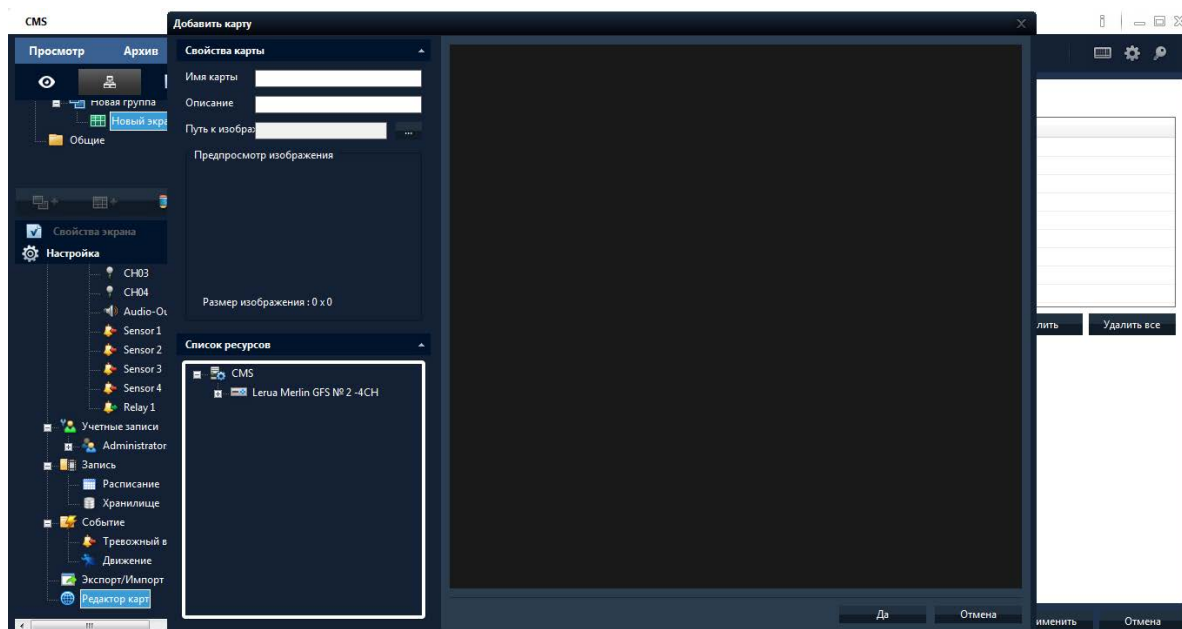 CMS
Добавить карту
Просмотр Архив
Свойства карты
Имя карты
Описание
Путь к изобра
...
Предпросмотр изображения
Размер изображения : 0 x 0
Список ресурсов
CMS
Lerua Merlin GFS № 2 -4CH
Новая группа
Новый экра
Общие
Свойства экрана
Настройка
CH03
CH04
Audio-Ou
Sensor 1
Sensor 2
Sensor 3
Sensor 4
Relay 1
Учетные записи
Administrator
Запись
Расписание
Хранилище
Событие
Тревожный в
Движение
Экспорт/Импорт
Редактор карт
Да Отмена
лить Удалить все
именить Отмена